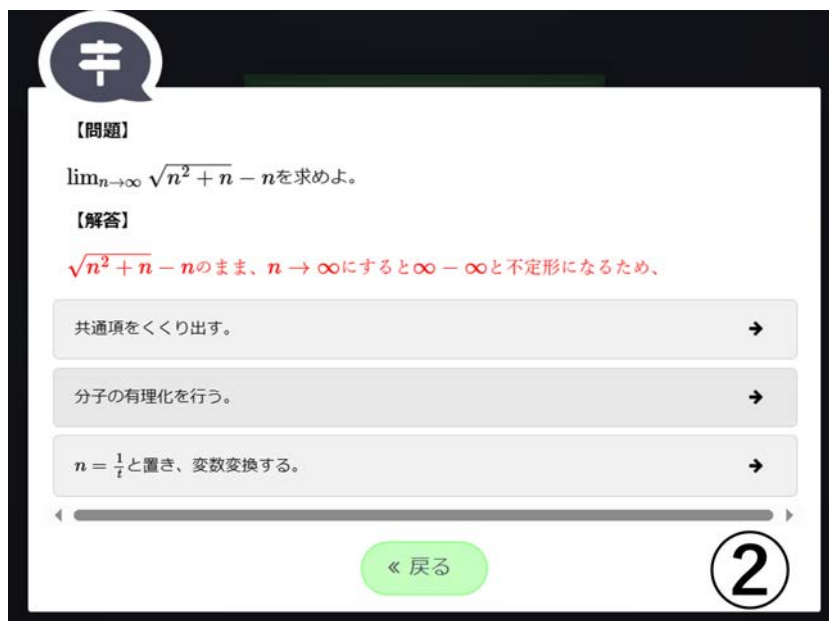 【問題】
lim_{n→∞} √(n² + n) − nを求めよ。
【解答】
√(n² + n) − nのまま、n → ∞にすると∞ − ∞と不定形になるため、
共通項をくくり出す。
分子の有理化を行う。
n = 1/t と置き、変数変換する。
« 戻る
②